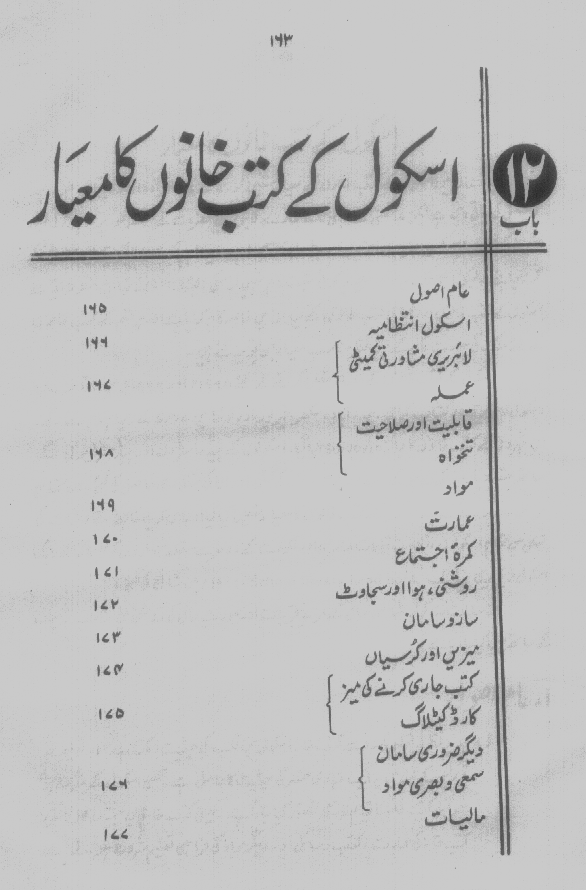 ۱۶۳
۱۲
باب
اسکول کے کتب خانوں کا معیار
عام اصول ۱۶۵
اسکول انتظامیہ ۱۶۶
لائبریری مشاورتی کمیٹی
عملہ ۱۶۷
قابلیت اور صلاحیت
تنخواہ ۱۶۸
مواد ۱۶۹
عمارت ۱۷۰
کمرۂ اجتماع ۱۷۱
روشنی، ہوا اور سجاوٹ ۱۷۲
ساز و سامان ۱۷۳
میزیں اور کُرسیاں ۱۷۴
کتب جاری کرنے کی میز
کارڈ کیٹلاگ ۱۷۵
دیگر ضروری سامان
سمعی و بصری مواد ۱۷۶
مالیات ۱۷۷